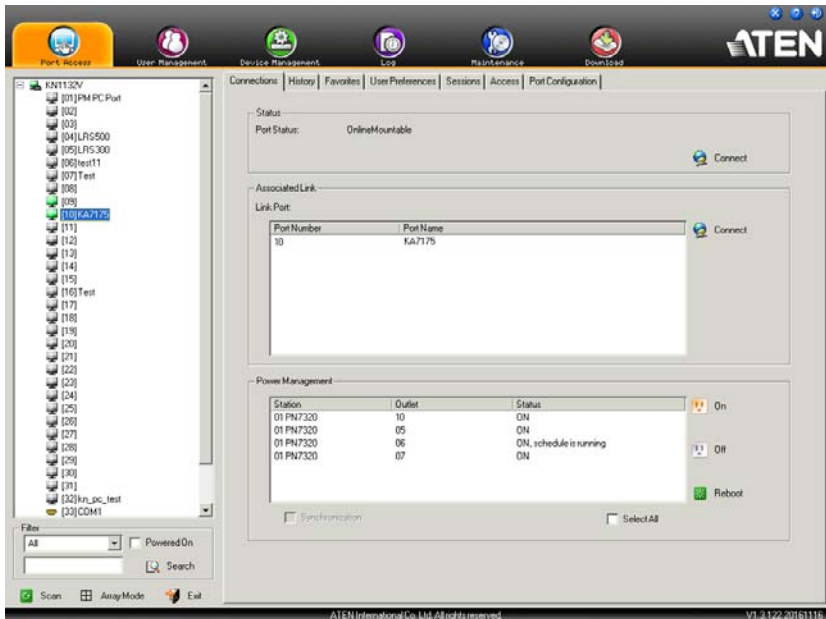 ATEN
Port Access
User Management
Device Management
Log
Maintenance
Download
KN1132V
[01]PM PC Port
[02]
[03]
[04]LRS500
[05]LRS300
[06]test11
[07]Test
[08]
[09]
[10]KA7175
[11]
[12]
[13]
[14]
[15]
[16]Test
[17]
[18]
[19]
[20]
[21]
[22]
[23]
[24]
[25]
[26]
[27]
[28]
[29]
[30]
[31]
[32]kn_pc_test
[33]COM1
Filter
All
Powered On
Search
Scan Array Mode Exit
Connections History Favorites User Preferences Sessions Access Port Configuration
Status
Port Status: OnlineMountable
Connect
Associated Link
Link Port:
Port Number Port Name
10 KA7175
Connect
Power Management
Station Outlet Status
01 PN7320 10 ON
01 PN7320 05 ON
01 PN7320 06 ON, schedule is running
01 PN7320 07 ON
On
Off
Reboot
Synchronization
Select All
ATEN International Co. Ltd. All rights reserved.
V1.3.122.20161116